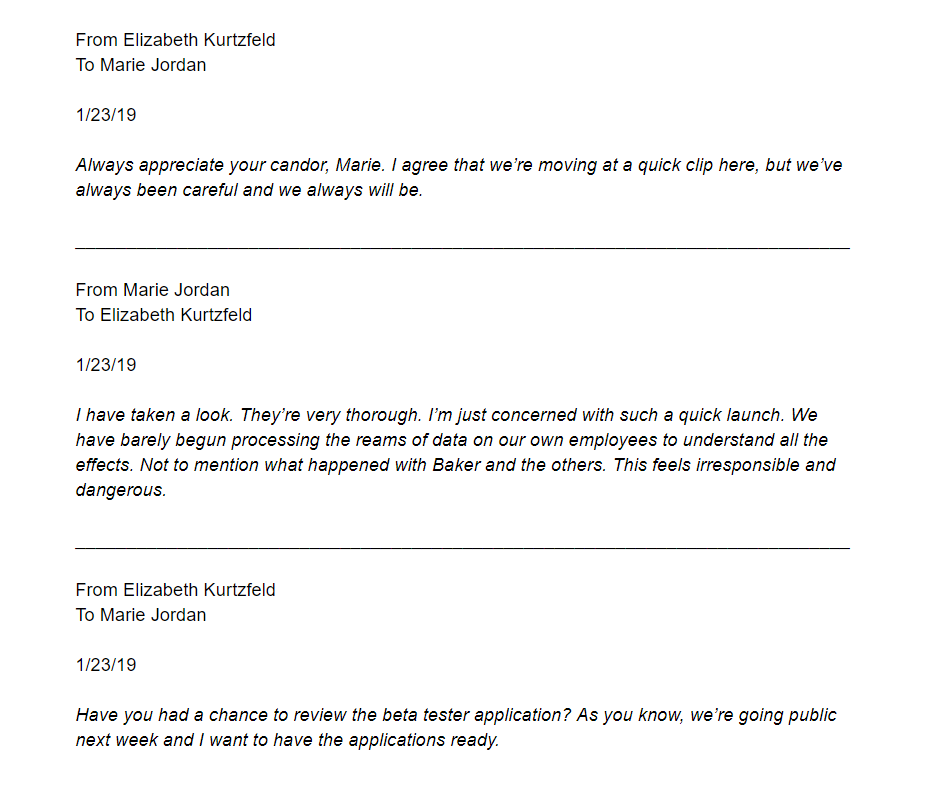 From Elizabeth Kurtzfeld
To Marie Jordan
1/23/19
Always appreciate your candor, Marie. I agree that we’re moving at a quick clip here, but we’ve
always been careful and we always will be.
From Marie Jordan
To Elizabeth Kurtzfeld
1/23/19
I have taken a look. They’re very thorough. I’m just concerned with such a quick launch. We
have barely begun processing the reams of data on our own employees to understand all the
effects. Not to mention what happened with Baker and the others. This feels irresponsible and
dangerous.
From Elizabeth Kurtzfeld
To Marie Jordan
1/23/19
Have you had a chance to review the beta tester application? As you know, we’re going public
next week and I want to have the applications ready.